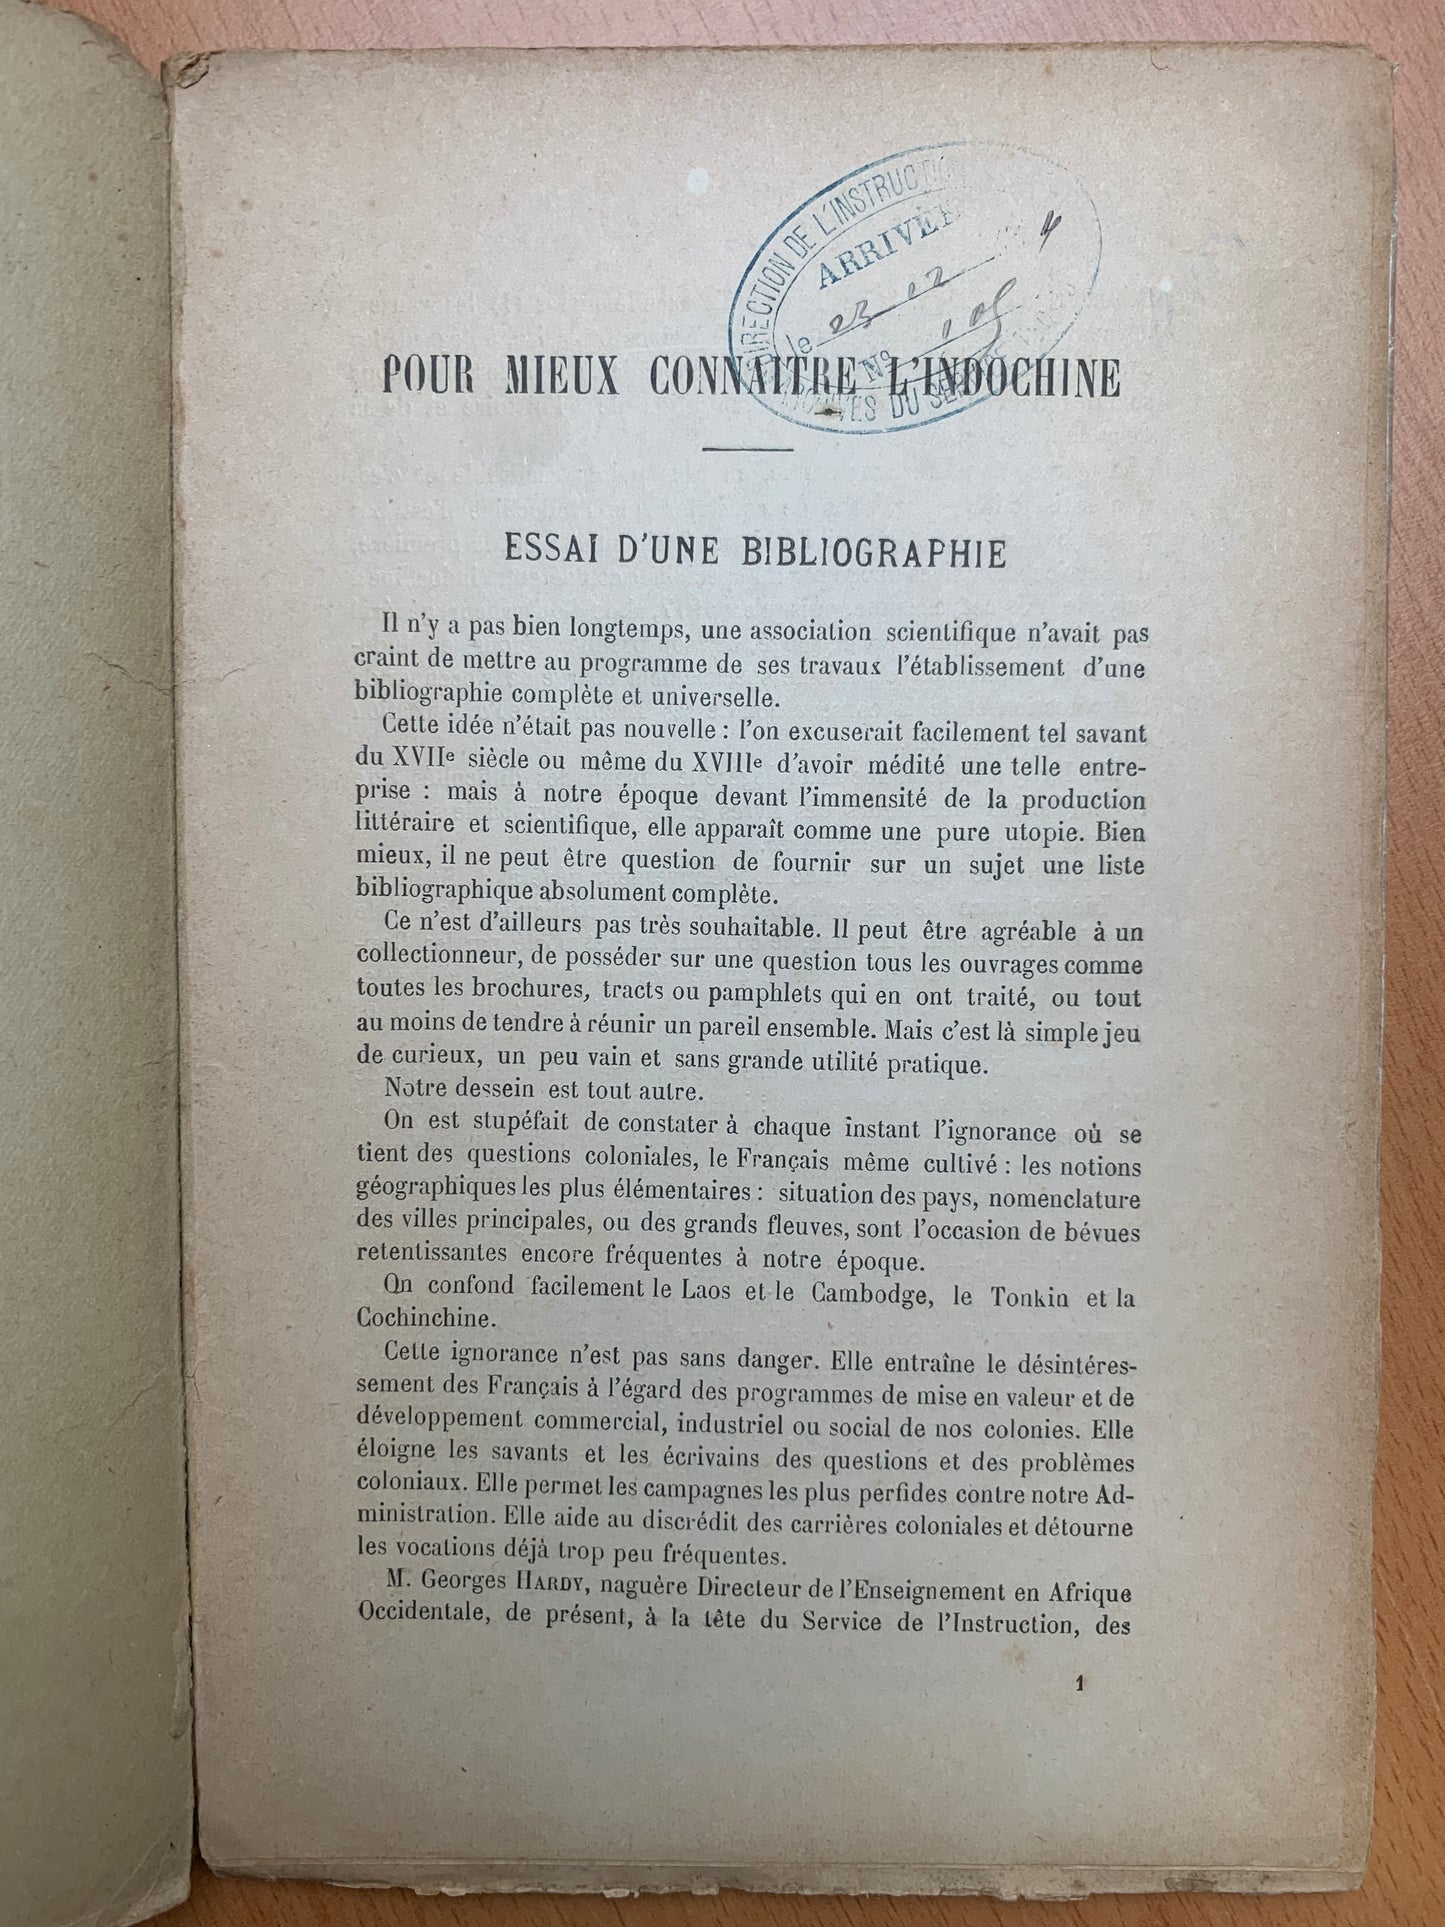 DIRECTION DE L'INSTRUCTION
ARRIVÉE
le 23 12
No
DU
POUR MIEUX CONNAITRE L'INDOCHINE
ESSAI D'UNE BIBLIOGRAPHIE
Il n'y a pas bien longtemps, une association scientifique n'avait pas
craint de mettre au programme de ses travaux l'établissement d'une
bibliographie complète et universelle.
Cette idée n'était pas nouvelle : l'on excuserait facilement tel savant
du XVIIe siècle ou même du XVIIIe d'avoir médité une telle entre-
prise : mais à notre époque devant l'immensité de la production
littéraire et scientifique, elle apparaît comme une pure utopie. Bien
mieux, il ne peut être question de fournir sur un sujet une liste
bibliographique absolument complète.
Ce n'est d'ailleurs pas très souhaitable. Il peut être agréable à un
collectionneur, de posséder sur une question tous les ouvrages comme
toutes les brochures, tracts ou pamphlets qui en ont traité, ou tout
au moins de tendre à réunir un pareil ensemble. Mais c'est là simple jeu
de curieux, un peu vain et sans grande utilité pratique.
Notre dessein est tout autre.
On est stupéfait de constater à chaque instant l'ignorance où se
tient des questions coloniales, le Français même cultivé : les notions
géographiques les plus élémentaires : situation des pays, nomenclature
des villes principales, ou des grands fleuves, sont l'occasion de bévues
retentissantes encore fréquentes à notre époque.
On confond facilement le Laos et le Cambodge, le Tonkin et la
Cochinchine.
Cette ignorance n'est pas sans danger. Elle entraîne le désintéres-
sement des Français à l'égard des programmes de mise en valeur et de
développement commercial, industriel ou social de nos colonies. Elle
éloigne les savants et les écrivains des questions et des problèmes
coloniaux. Elle permet les campagnes les plus perfides contre notre Ad-
ministration. Elle aide au discrédit des carrières coloniales et détourne
les vocations déjà trop peu fréquentes.
M. Georges HARDY, naguère Directeur de l'Enseignement en Afrique
Occidentale, de présent, à la tête du Service de l'Instruction, des
1